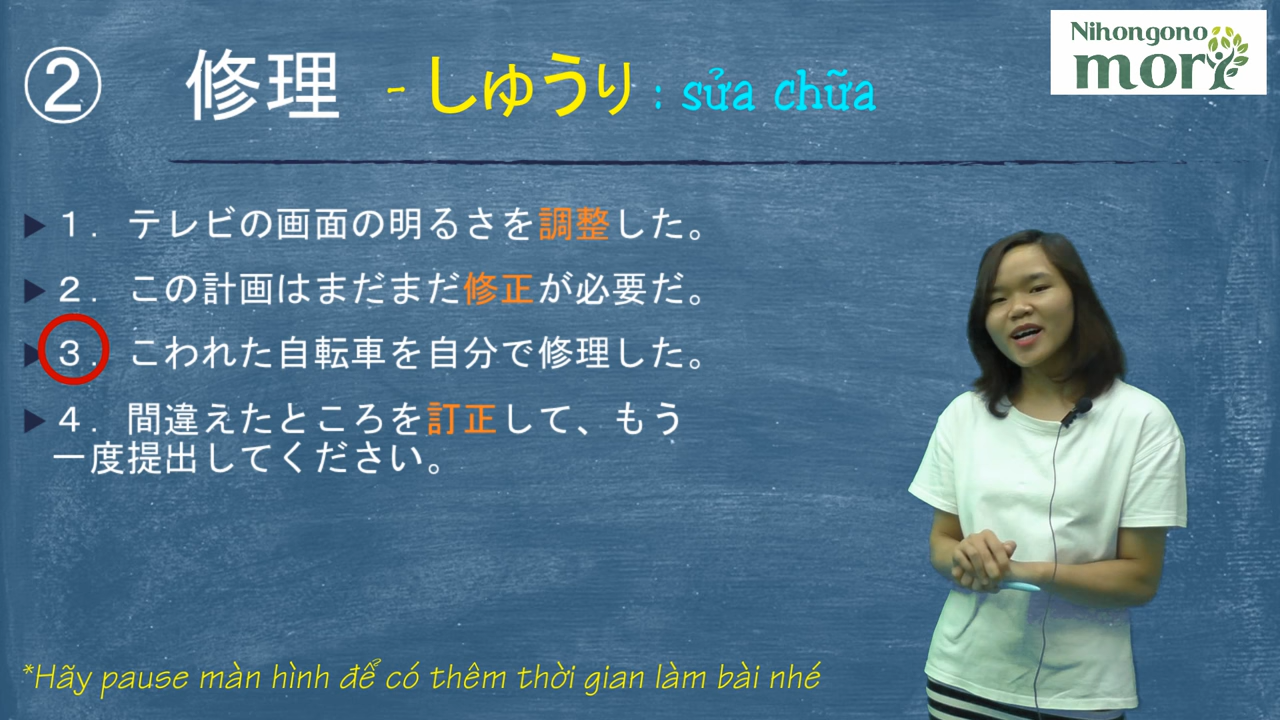 ② 修理 - しゅうり : sửa chữa
Nihongono
mori
１. テレビの画面の明るさを調整した。
２. この計画はまだまだ修正が必要だ。
３. こわれた自転車を自分で修理した。
４. 間違えたところを訂正して、もう
一度提出してください。
*Hãy pause màn hình để có thêm thời gian làm bài nhé